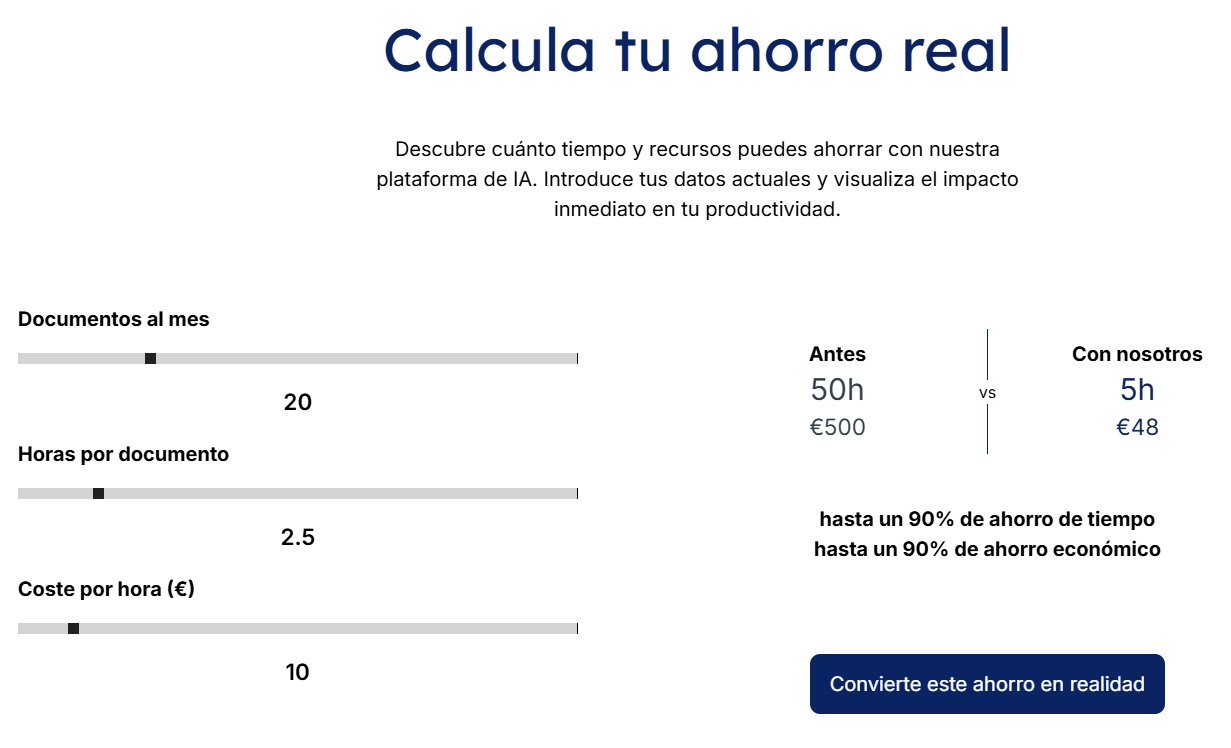 Calcula tu ahorro real
Descubre cuánto tiempo y recursos puedes ahorrar con nuestra
plataforma de IA. Introduce tus datos actuales y visualiza el impacto
inmediato en tu productividad.
Documentos al mes
20
Horas por documento
2.5
Coste por hora (€)
10
Antes
50h
€500
vs
Con nosotros
5h
€48
hasta un 90% de ahorro de tiempo
hasta un 90% de ahorro económico
Convierte este ahorro en realidad